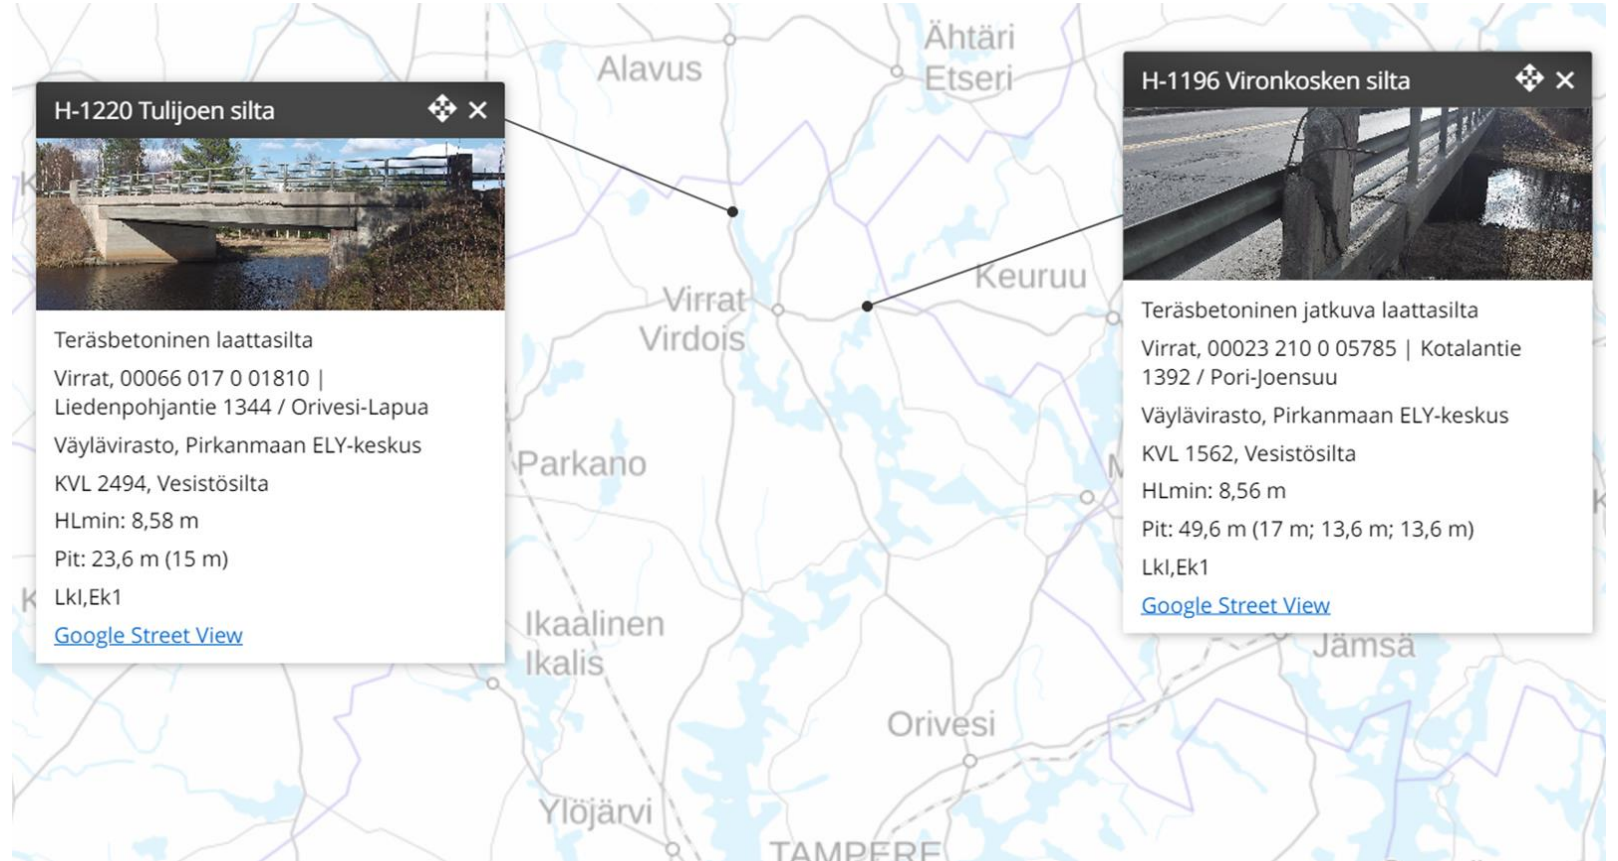 Alavus
Ähtäri
Etseri
H-1220 Tulijoen silta
Teräsbetoninen laattasilta
Virrat, 00066 017 0 01810 |
Liedenpohjantie 1344 / Orivesi-Lapua
Väylävirasto, Pirkanmaan ELY-keskus
KVL 2494, Vesistösilta
HLmin: 8,58 m
Pit: 23,6 m (15 m)
LkI,Ek1
Google Street View
H-1196 Vironkosken silta
Teräsbetoninen jatkuva laattasilta
Virrat, 00023 210 0 05785 | Kotalantie
1392 / Pori-Joensuu
Väylävirasto, Pirkanmaan ELY-keskus
KVL 1562, Vesistösilta
HLmin: 8,56 m
Pit: 49,6 m (17 m; 13,6 m; 13,6 m)
LkI,Ek1
Google Street View
Keuruu
Virrat
Virdois
Parkano
Ikaalinen
Ikalis
Jämsä
Orivesi
Ylöjärvi
TAMPERE